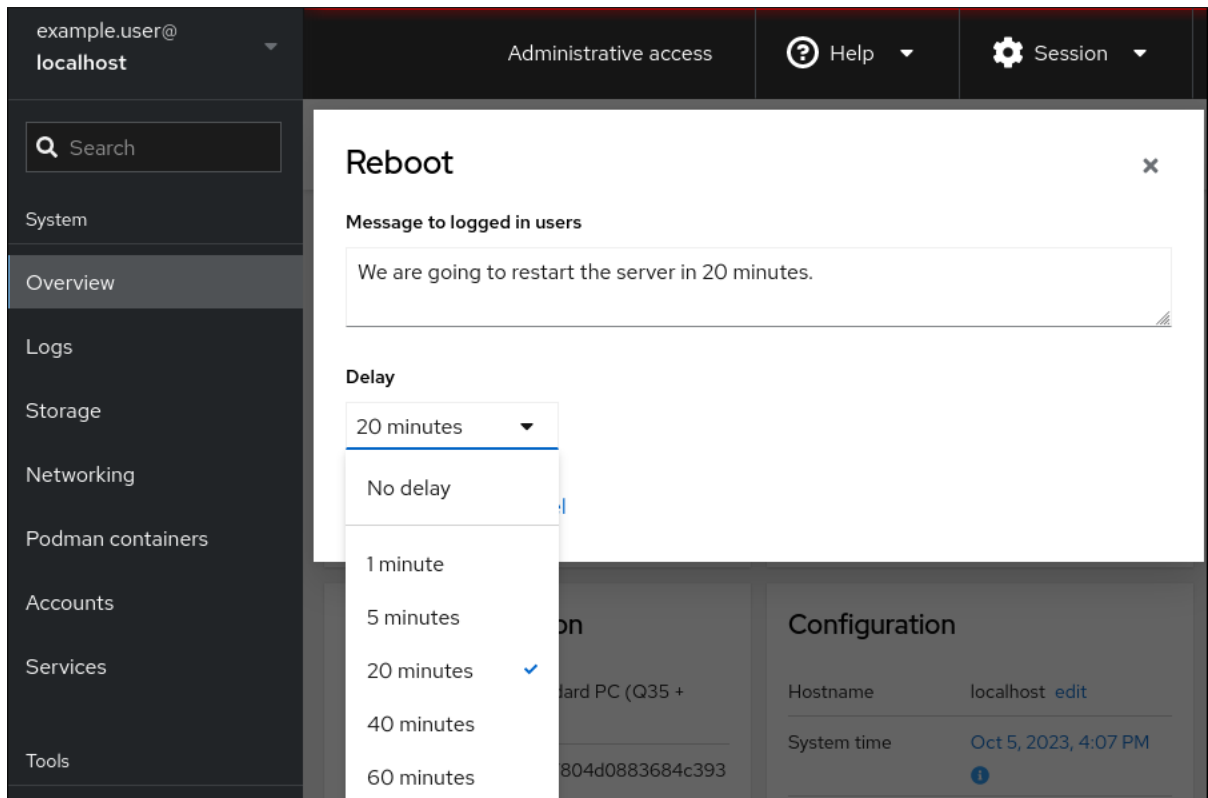 example.user@
localhost
Administrative access
Help
Session
Search
System
Overview
Logs
Storage
Networking
Podman containers
Accounts
Services
Tools
Reboot
Message to logged in users
We are going to restart the server in 20 minutes.
Delay
20 minutes
No delay
1 minute
5 minutes
20 minutes
40 minutes
60 minutes
PC (Q35 +
804d0883684c393
Configuration
Hostname localhost edit
System time Oct 5, 2023, 4:07 PM